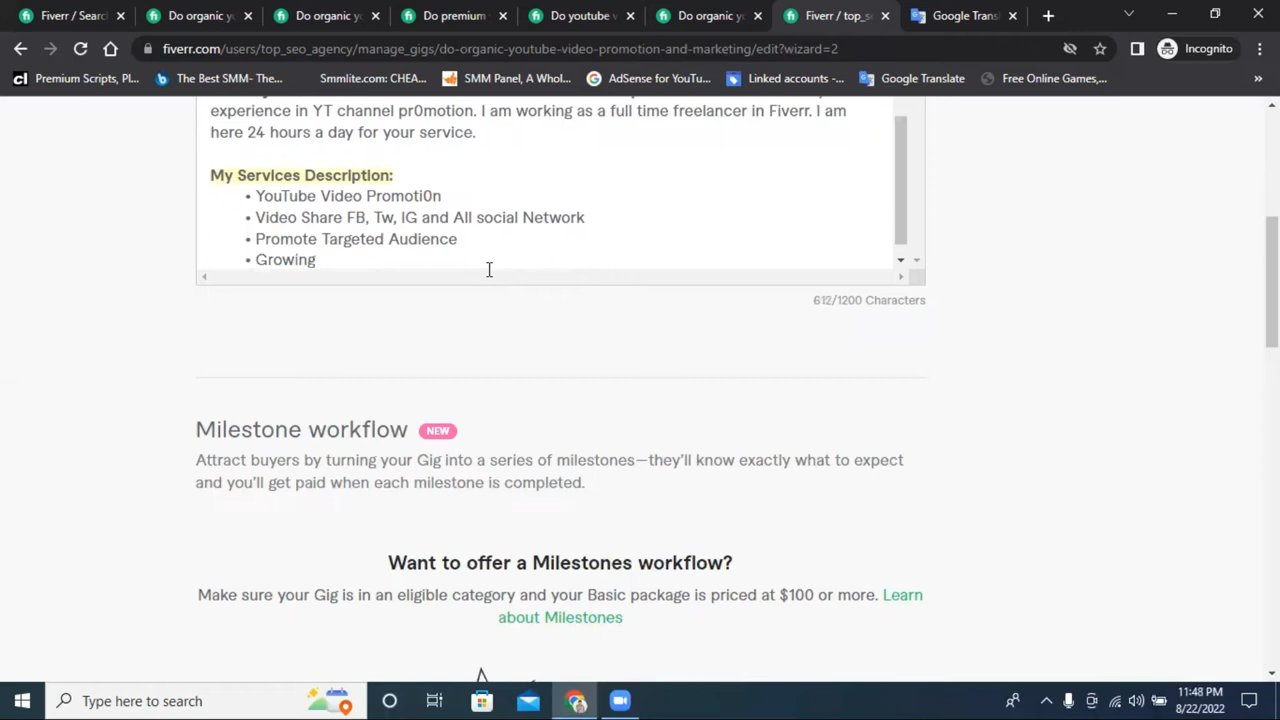 Fiverr / Sear
Do organic yo
Do organic yo
Do premium
Do youtube v
Do organic yo
Fiverr / top_se
Google Trans
fiverr.com/users/top_seo_agency/manage_gigs/do-organic-youtube-video-promotion-and-marketing/edit?wizard=2
Incognito
Premium Scripts, Pl...
The Best SMM- The...
Smmlite.com: CHEA...
SMM Panel, A Whol...
AdSense for YouTu...
Linked accounts -...
Google Translate
Free Online Games,...
»
experience in YT channel pr0motion. I am working as a full time freelancer in Fiverr. I am
here 24 hours a day for your service.
My Servіces Descrіptіon:
• YouTube Video Promoti0n
• Video Share FB, Tw, IG and All social Network
• Promote Targeted Audience
• Growing
612/1200 Characters
Milestone workflow NEW
Attract buyers by turning your Gig into a series of milestones—they'll know exactly what to expect
and you'll get paid when each milestone is completed.
Want to offer a Milestones workflow?
Make sure your Gig is in an eligible category and your Basic package is priced at $100 or more. Learn
about Milestones
Type here to search
11:48 PM
8/22/2022